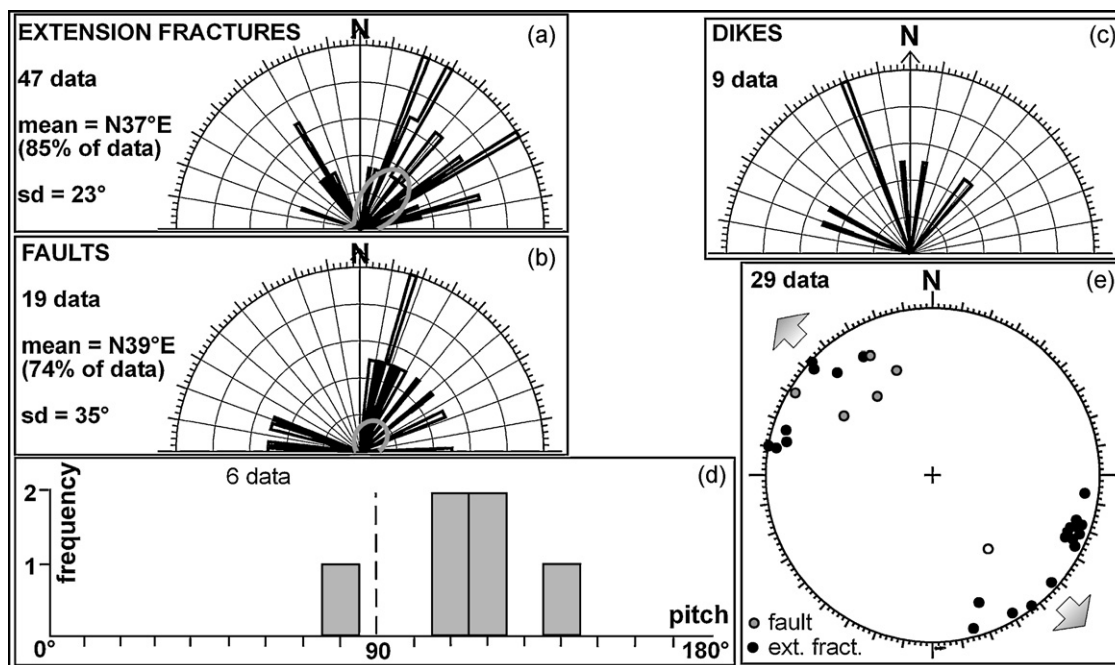 EXTENSION FRACTURES
N
(a)
47 data
mean = N37°E
(85% of data)
sd = 23°
FAULTS
N
(b)
19 data
mean = N39°E
(74% of data)
sd = 35°
DIKES
N
(c)
9 data
6 data
(d)
frequency
2
1
0°
90
pitch
180°
29 data
N
(e)
fault
ext. fract.